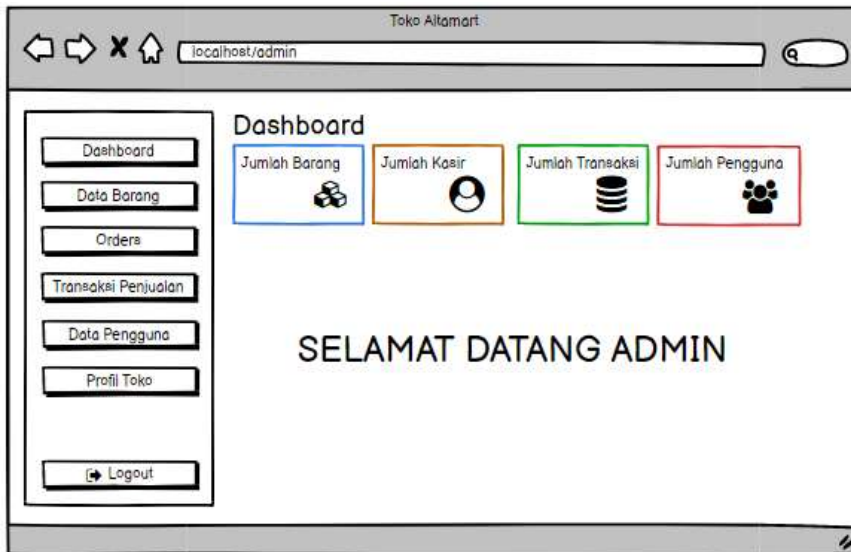 Toko Altamart
localhost/admin
Dashboard
Data Barang
Orders
Transaksi Penjualan
Data Pengguna
Profil Toko
Logout
Dashboard
Jumlah Barang
Jumlah Kasir
Jumlah Transaksi
Jumlah Pengguna
SELAMAT DATANG ADMIN